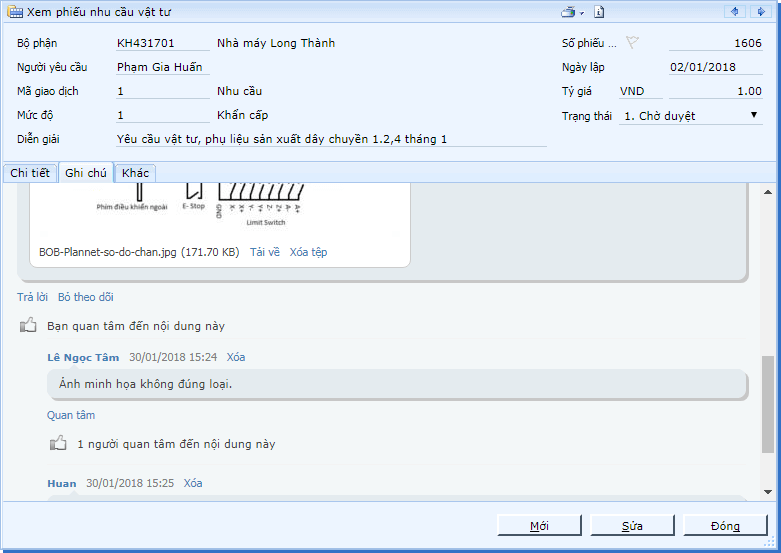 Xem phiếu nhu cầu vật tư
Bộ phận KH431701 Nhà máy Long Thành Số phiếu ... 1606
Người yêu cầu Phạm Gia Huấn Ngày lập 02/01/2018
Mã giao dịch 1 Nhu cầu Tỷ giá VND 1.00
Mức độ 1 Khẩn cấp Trạng thái 1. Chờ duyệt
Diễn giải Yêu cầu vật tư, phụ liệu sản xuất dây chuyền 1.2,4 tháng 1
Chi tiết Ghi chú Khác
Phím điều khiển ngoài E- Stop GND X- X+ Y- Y+ Z- Z+ A- A+
Limit Switch
BOB-Plannet-so-do-chan.jpg (171.70 KB) Tải về Xóa tệp
Trả lời Bỏ theo dõi
Bạn quan tâm đến nội dung này
Lê Ngọc Tâm 30/01/2018 15:24 Xóa
Ảnh minh họa không đúng loại.
Quan tâm
1 người quan tâm đến nội dung này
Huan 30/01/2018 15:25 Xóa
Mới Sửa Đóng